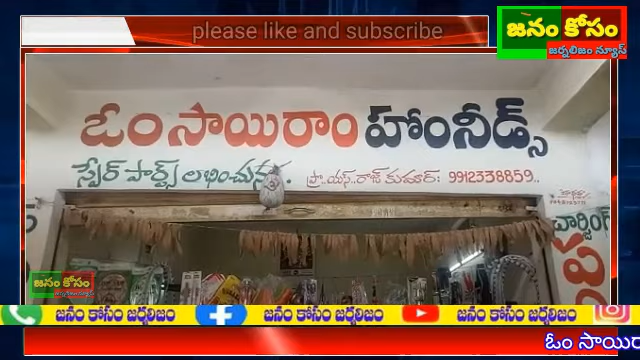 please like and subscribe
జనం కోసం
జర్నలిజం న్యూస్
ఓం సాయిరాం హోంనీడ్స్
స్పేర్ పార్ట్స్ లభించును
ప్రొ..యస్..రాజ్ కుమార్: 9912338859..
వార్డింగ్
జనం కోసం
జనం కోసం జర్నలిజం జనం కోసం జర్నలిజం జనం కోసం జర్నలిజం
ఓం సాయిరా